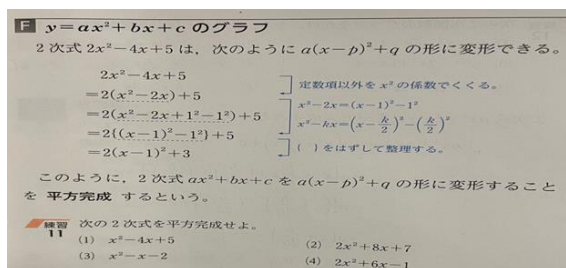 F y=ax²+bx+c のグラフ
2次式 2x²−4x+5 は，次のように a(x−p)²+q の形に変形できる。
2x²−4x+5
=2(x²−2x)+5
定数項以外を x² の係数でくくる。
=2(x²−2x+1²−1²)+5
x²−2x=(x−1)²−1²
=2{(x−1)²−1²}+5
x²−kx=(x−k/2)²−(k/2)²
=2(x−1)²+3
{ }をはずして整理する。
このように，2次式 ax²+bx+c を a(x−p)²+q の形に変形すること
を 平方完成 するという。
練習 11 次の2次式を平方完成せよ。
(1) x²−4x+5 (2) 2x²+8x+7
(3) x²−x−2 (4) 2x²+6x−1